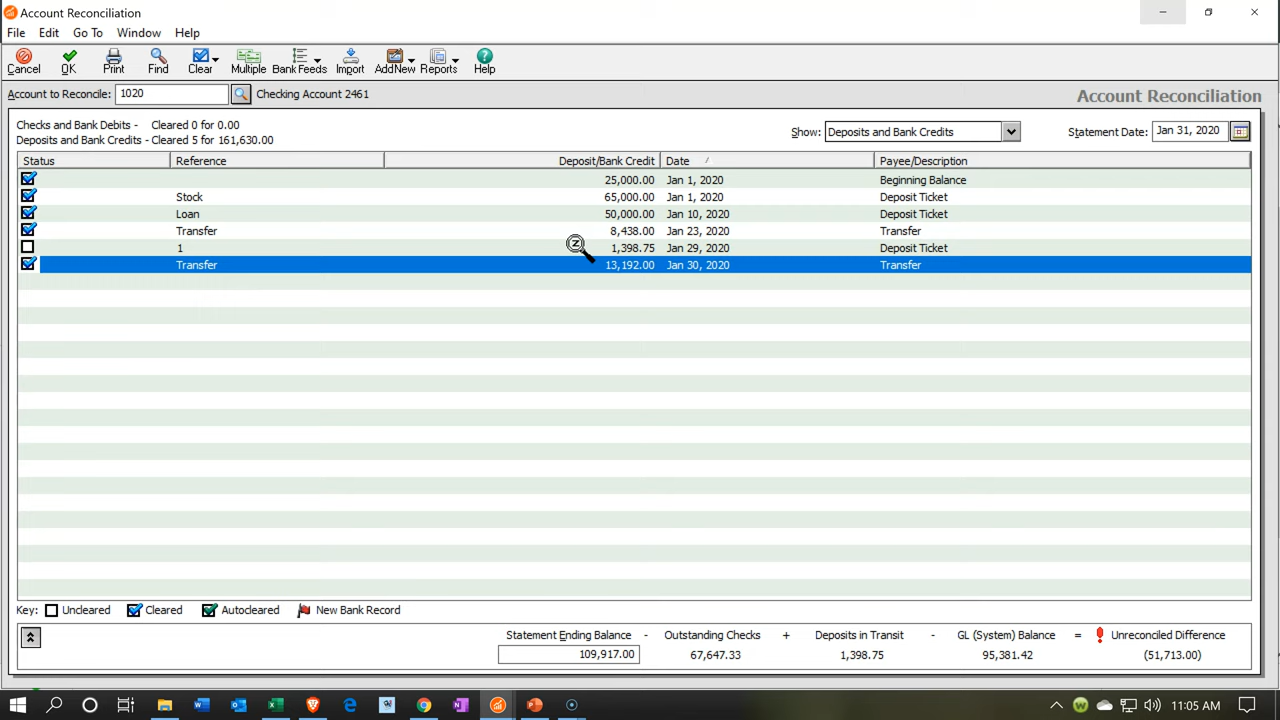 Account Reconciliation
File Edit Go To Window Help
Cancel OK Print Find Clear Multiple Bank Feeds Import AddNew Reports Help
Account to Reconcile: 1020 Checking Account 2461 Account Reconciliation
Checks and Bank Debits - Cleared 0 for 0.00
Deposits and Bank Credits - Cleared 5 for 161,630.00
Show: Deposits and Bank Credits Statement Date: Jan 31, 2020
Status Reference Deposit/Bank Credit Date / Payee/Description
25,000.00 Jan 1, 2020 Beginning Balance
Stock 65,000.00 Jan 1, 2020 Deposit Ticket
Loan 50,000.00 Jan 10, 2020 Deposit Ticket
Transfer 8,438.00 Jan 23, 2020 Transfer
1 1,398.75 Jan 29, 2020 Deposit Ticket
Transfer 13,192.00 Jan 30, 2020 Transfer
Key: Uncleared Cleared Autocleared New Bank Record
Statement Ending Balance - Outstanding Checks + Deposits in Transit - GL (System) Balance = Unreconciled Difference
109,917.00 67,647.33 1,398.75 95,381.42 (51,713.00)
11:05 AM